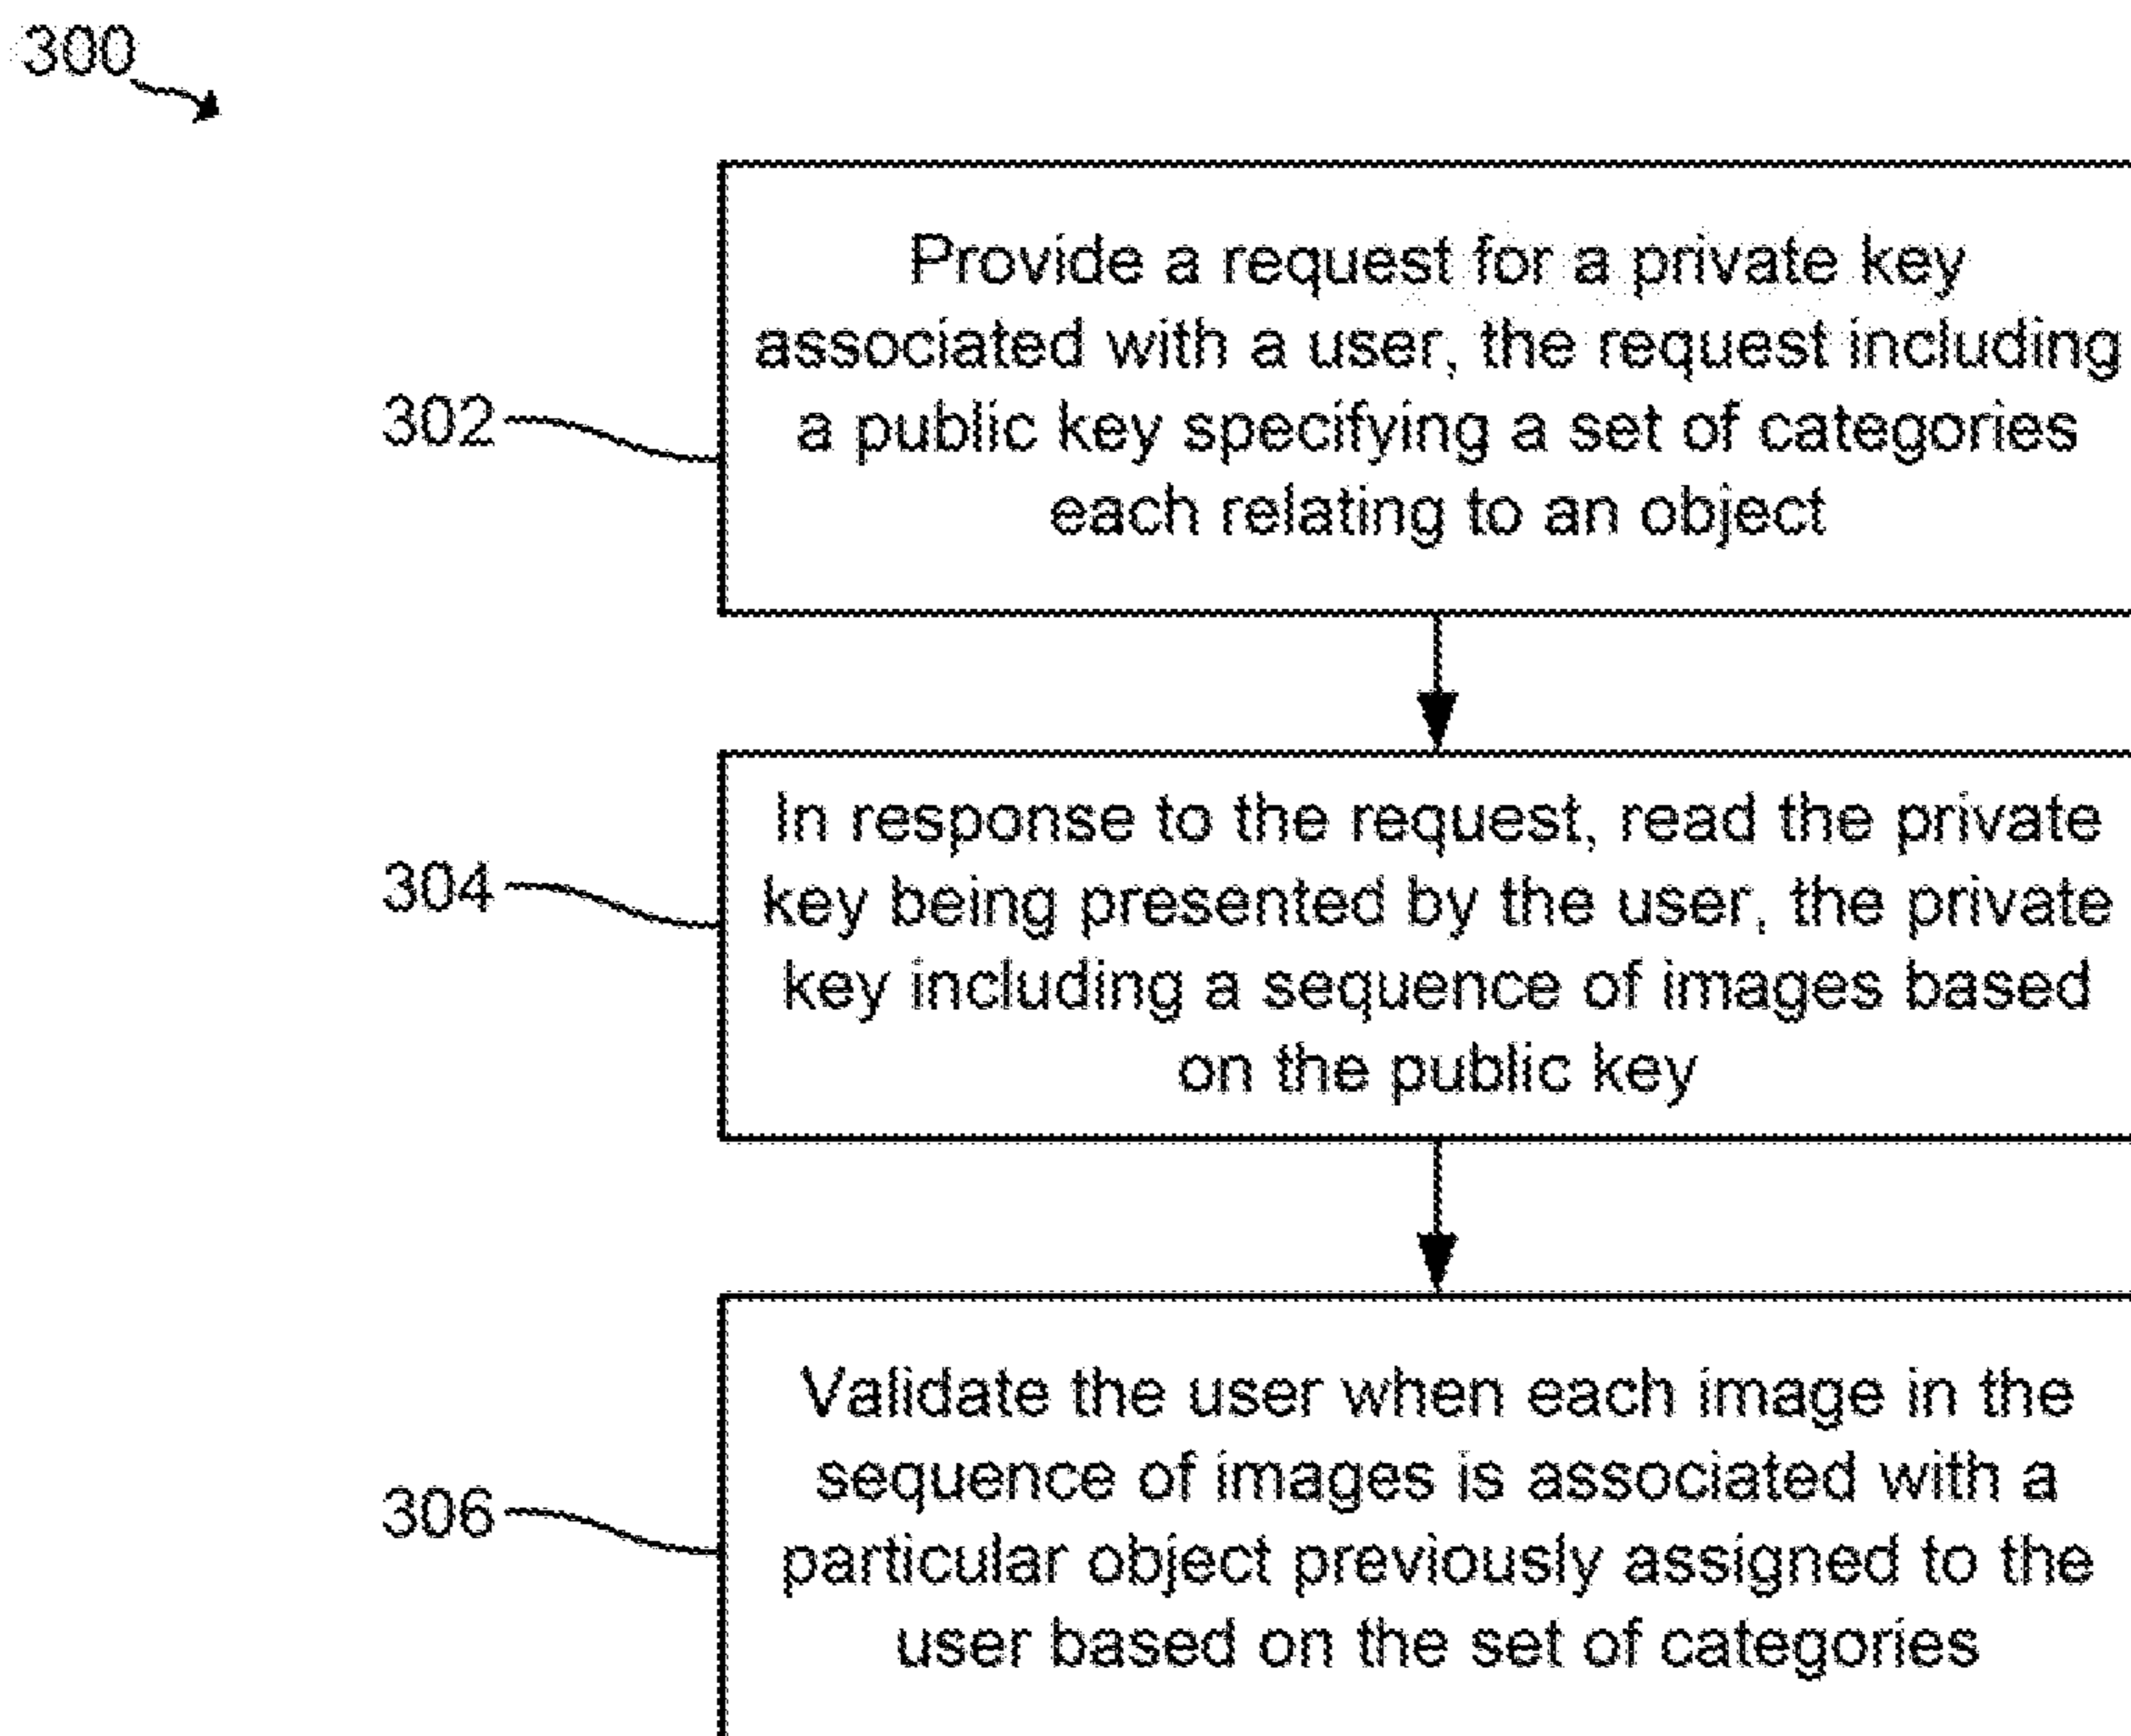 300
Provide a request for a private key
associated with a user, the request including
302
a public key specifying a set of categories
each relating to an object
In response to the request, read the private
304
key being presented by the user, the private
key including a sequence of images based
on the public key
Validate the user when each image in the
sequence of images is associated with a
306
particular object previously assigned to the
user based on the set of categories